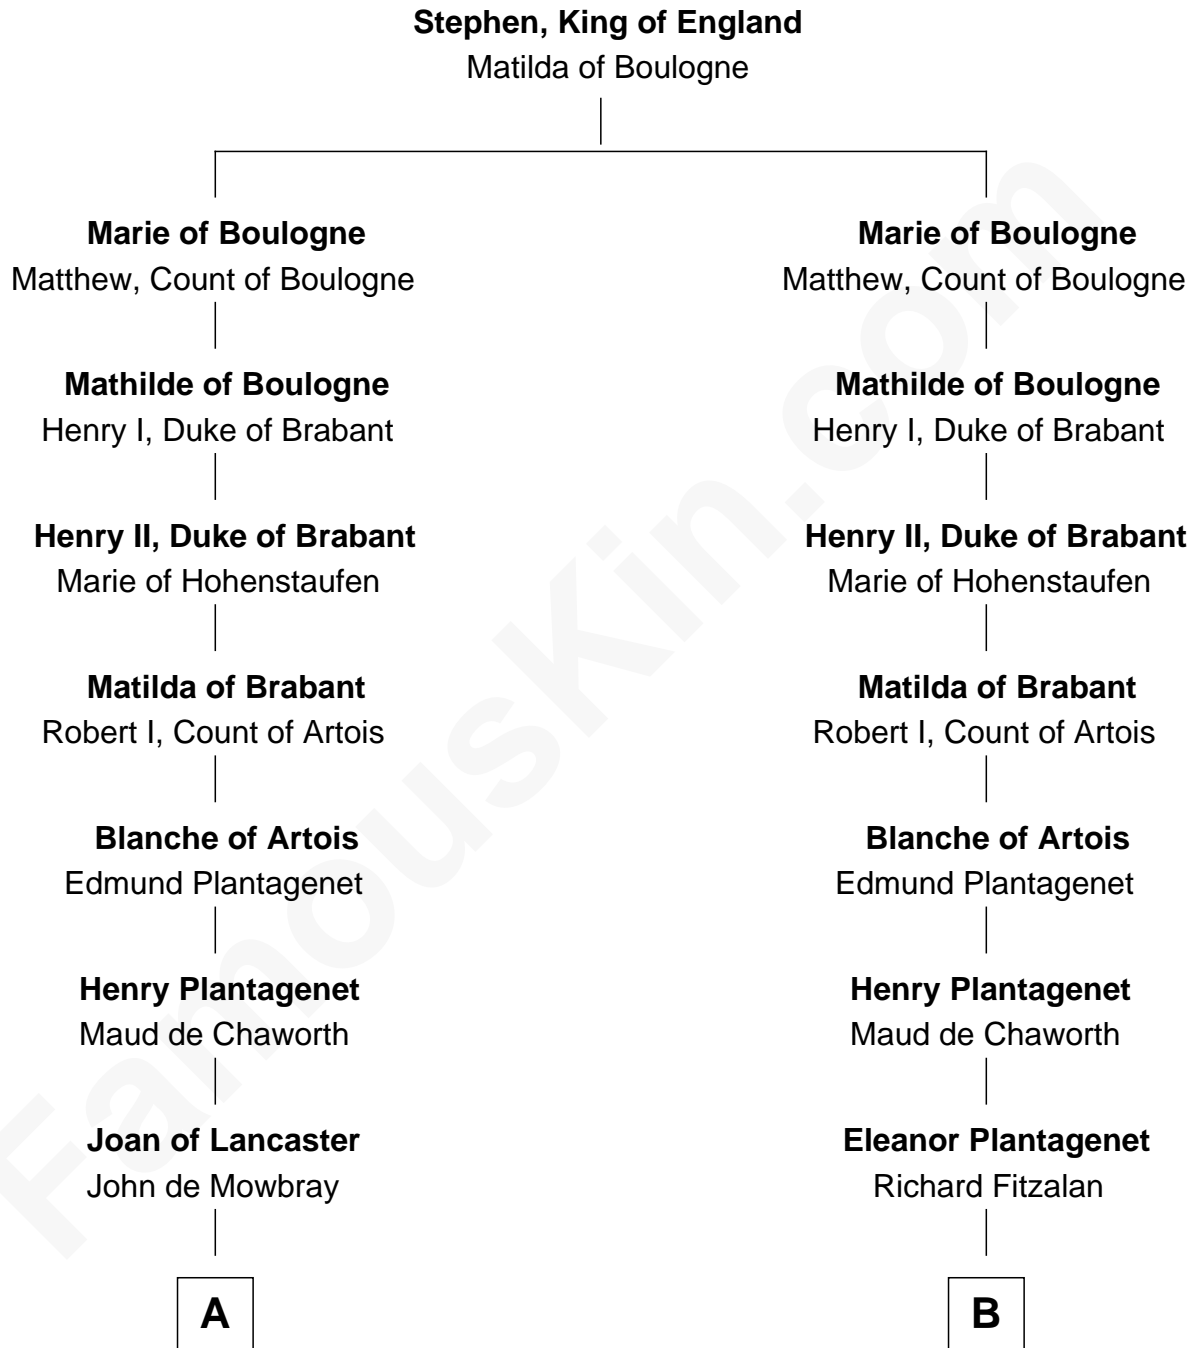 Stephen, King of England
Matilda of Boulogne
Marie of Boulogne
Matthew, Count of Boulogne
Marie of Boulogne
Matthew, Count of Boulogne
Mathilde of Boulogne
Henry I, Duke of Brabant
Mathilde of Boulogne
Henry I, Duke of Brabant
Henry II, Duke of Brabant
Marie of Hohenstaufen
Henry II, Duke of Brabant
Marie of Hohenstaufen
Matilda of Brabant
Robert I, Count of Artois
Matilda of Brabant
Robert I, Count of Artois
Blanche of Artois
Edmund Plantagenet
Blanche of Artois
Edmund Plantagenet
Henry Plantagenet
Maud de Chaworth
Henry Plantagenet
Maud de Chaworth
Joan of Lancaster
John de Mowbray
Eleanor Plantagenet
Richard Fitzalan
A
B
FamousKin.com